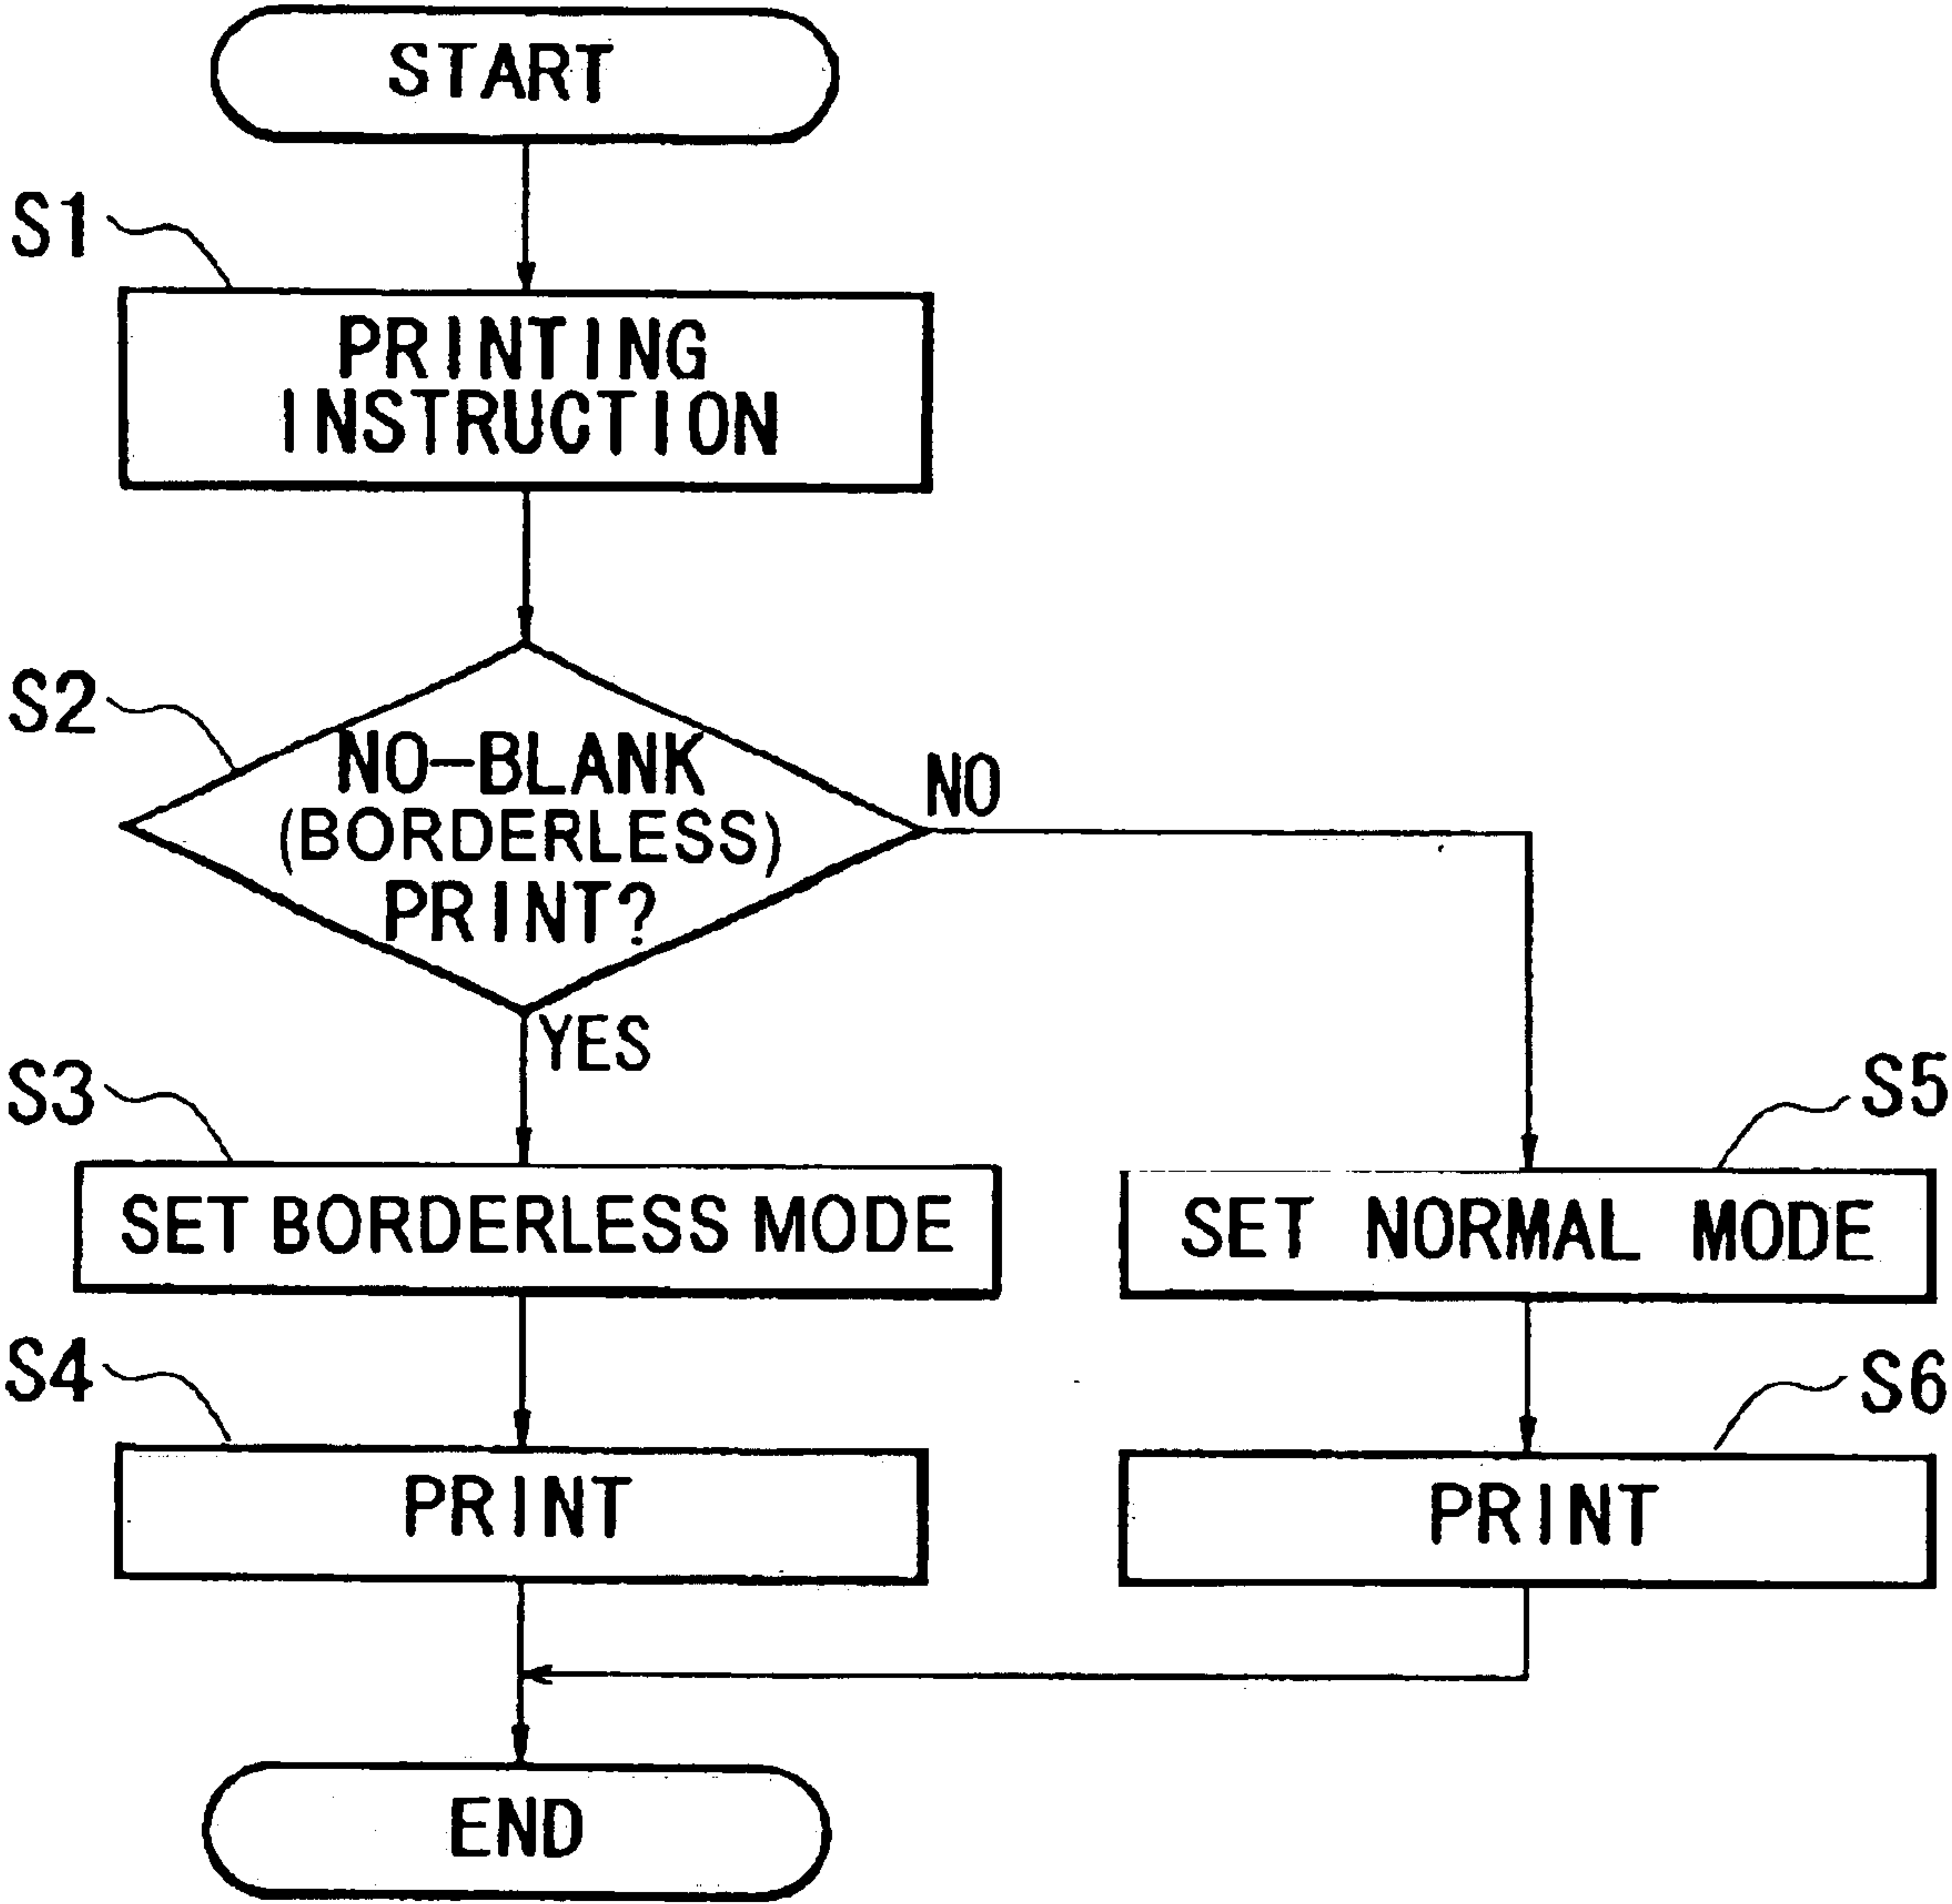 START
S1
PRINTING
INSTRUCTION
S2
NO-BLANK
(BORDERLESS)
PRINT?
NO
YES
S3
SET BORDERLESS MODE
S5
SET NORMAL MODE
S4
PRINT
S6
PRINT
END